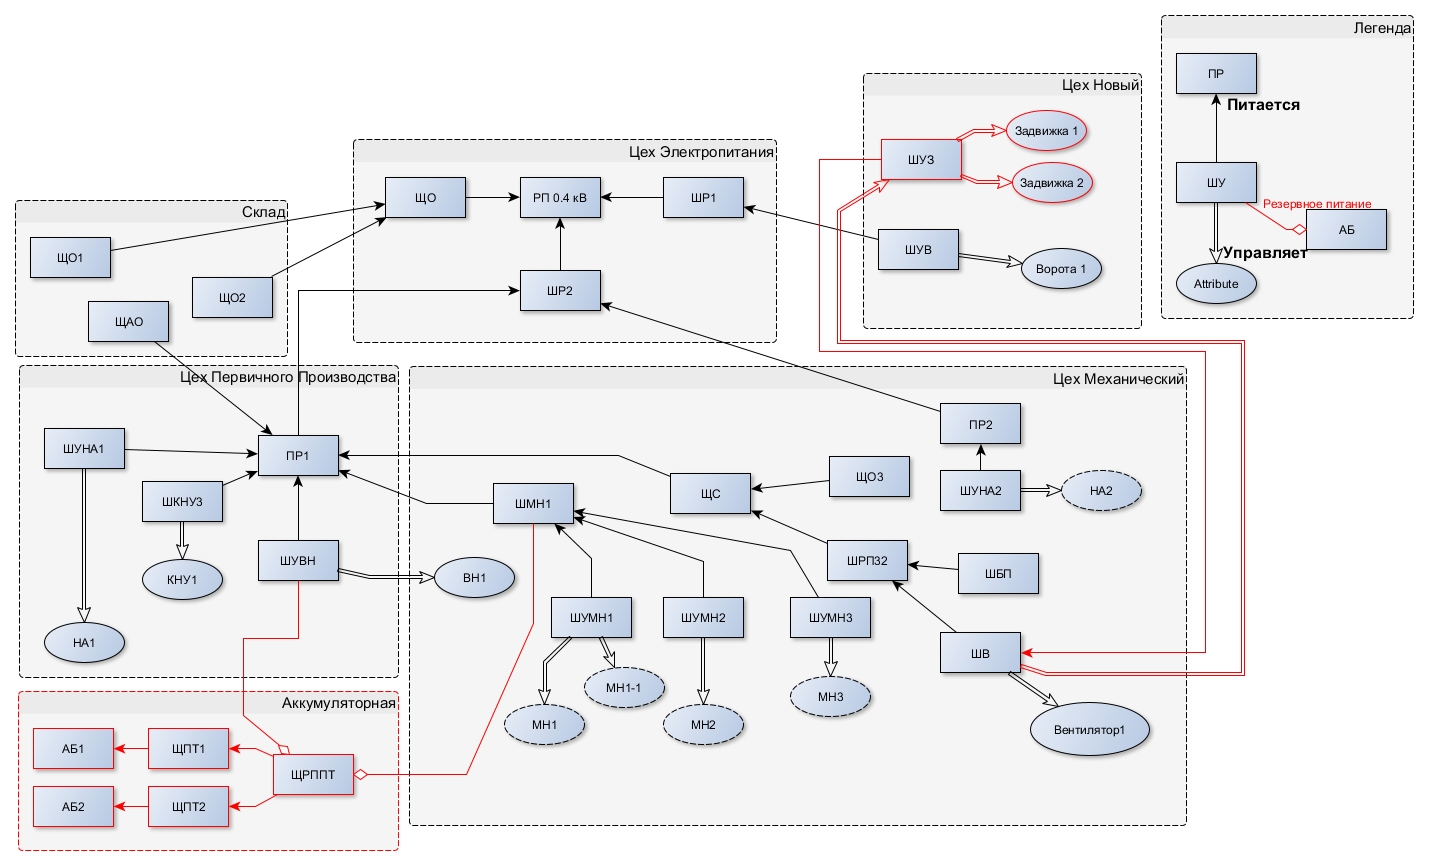 Легенда
ПР
Питается
ШУ
Резервное питание
АБ
Управляет
Attribute
Цех Новый
Задвижка 1
ШУЗ
Задвижка 2
ШУВ
Ворота 1
Цех Электропитания
ЩО
РП 0.4 кВ
ШР1
ШР2
Склад
ЩО1
ЩО2
ЩАО
Цех Первичного Производства
ШУНА1
ПР1
ШКНУ3
ШУВН
КНУ1
НА1
Цех Механический
ПР2
ЩО3
ЩС
ШУНА2
НА2
ШМН1
ШРП32
ШБП
ВН1
ШУМН1
ШУМН2
ШУМН3
ШВ
МН1-1
МН1
МН2
МН3
Вентилятор1
Аккумуляторная
АБ1
ЩПТ1
ЩРППТ
АБ2
ЩПТ2